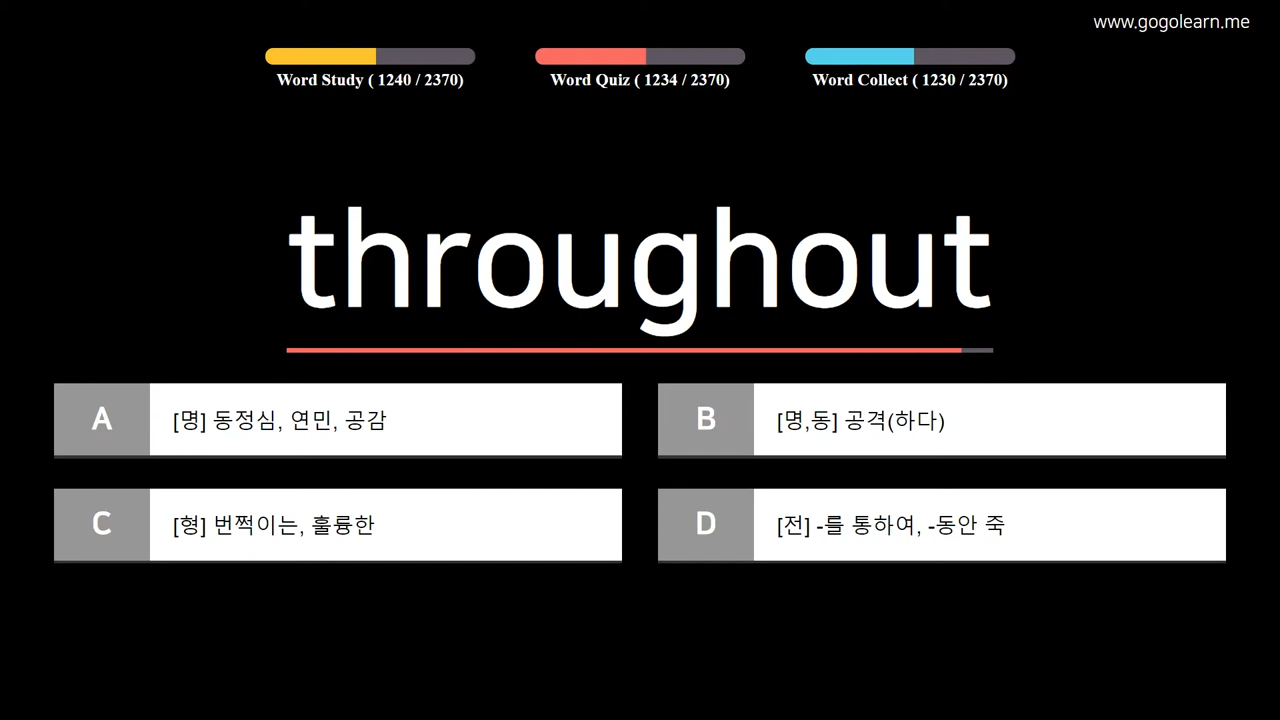 www.gogolearn.me
Word Study ( 1240 / 2370)
Word Quiz ( 1234 / 2370)
Word Collect ( 1230 / 2370)
throughout
A [명] 동정심, 연민, 공감
B [명,동] 공격(하다)
C [형] 번쩍이는, 훌륭한
D [전] -를 통하여, -동안 죽